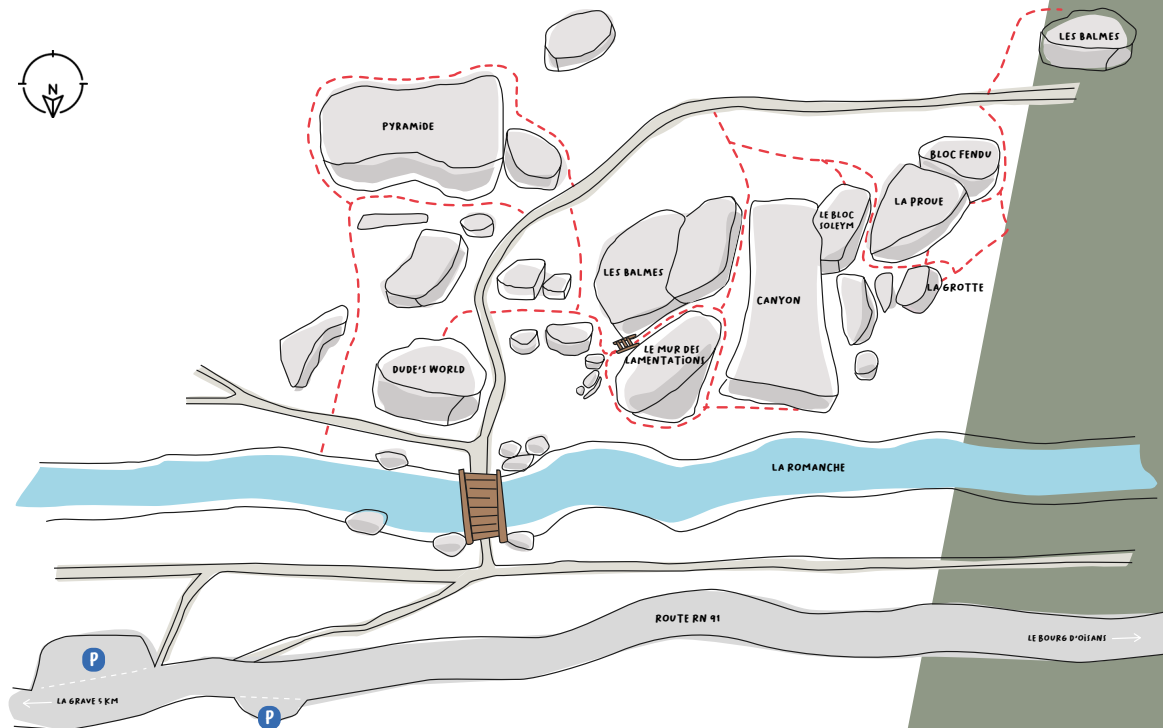 LES BALMES
N
PYRAMiDE
BLOC FENDU
LA PROUE
LE BLOC
SOLEYM
LES BALMES
LA GROTTE
CANYON
LE MUR DES
LAMENTATIONS
DUDE'S WORLD
LA ROMANCHE
ROUTE RN 91
LE BOURG D'OiSANS
P
LA GRAVE 5 KM
P